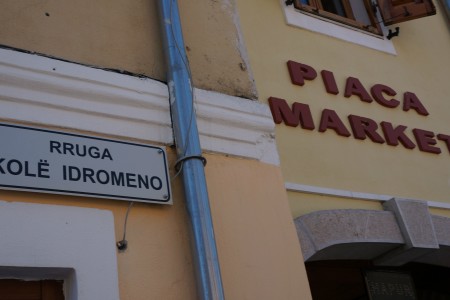 RRUGA
KOLË IDROMENO
PIACA
MARKET